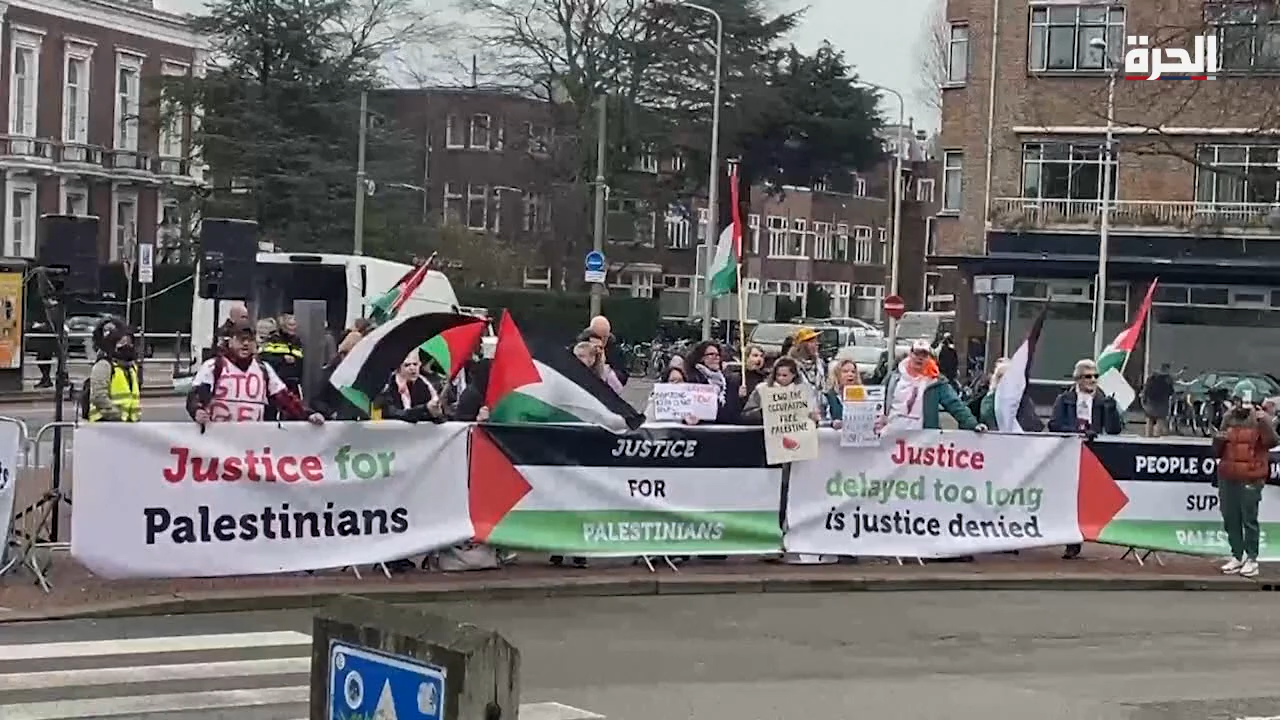 الحرة
STO
Justice for
Palestinians
JUSTICE
FOR
PALESTINIANS
END THE
OCCUPATION
FREE
PALESTINE
Justice
delayed too long
is justice denied
PEOPLE
SUP